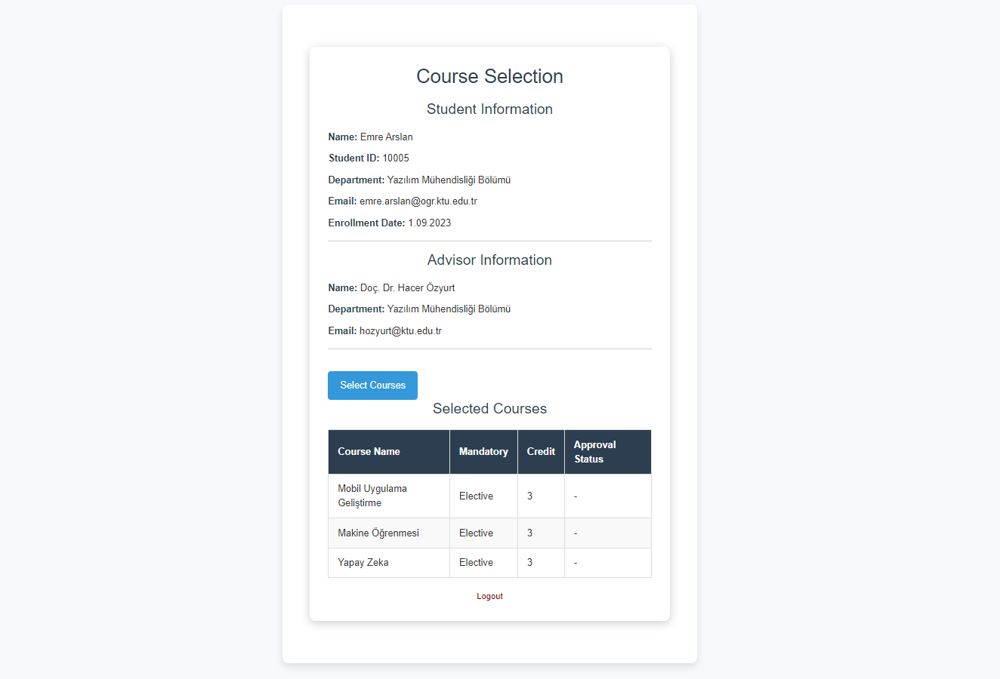 Course Selection
Student Information
Name: Emre Arslan
Student ID: 10005
Department: Yazılım Mühendisliği Bölümü
Email: emre.arslan@ogr.ktu.edu.tr
Enrollment Date: 1.09.2023
Advisor Information
Name: Doç. Dr. Hacer Özyurt
Department: Yazılım Mühendisliği Bölümü
Email: hozyurt@ktu.edu.tr
Select Courses
Selected Courses
Course Name Mandatory Credit Approval Status
Mobil Uygulama Geliştirme Elective 3 -
Makine Öğrenmesi Elective 3 -
Yapay Zeka Elective 3 -
Logout